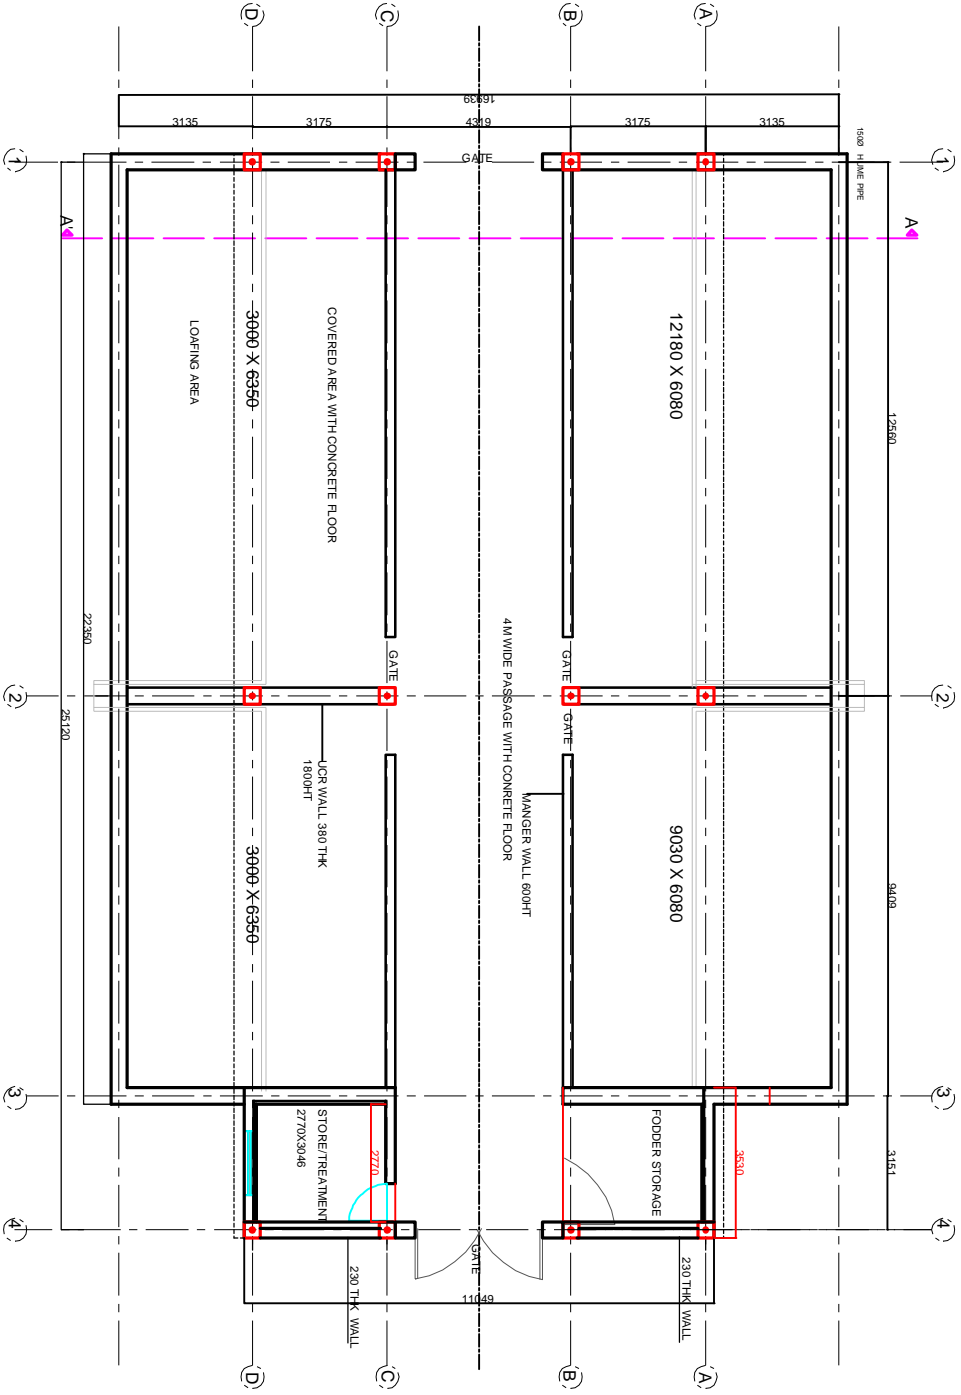 D
C
B
A
16939
3135
3175
4319
3175
3135
1
GATE
150Ø HUME PIPE
1
A'
A
LOAFING AREA
3000 X 6350
COVERED AREA WITH CONCRETE FLOOR
12180 X 6080
12560
22350
25120
GATE
GATE
4 M WIDE PASSAGE WITH CONRETE FLOOR
2
2
GATE
UCR WALL 380 THK
1800HT
MANGER WALL 600HT
3000 X 6350
9030 X 6080
9409
3
3
STORE/TREATMENT
2770X3046
2770
FODDER STORAGE
3530
3151
4
4
GATE
230 THK WALL
230 THK WALL
11049
D
C
B
A